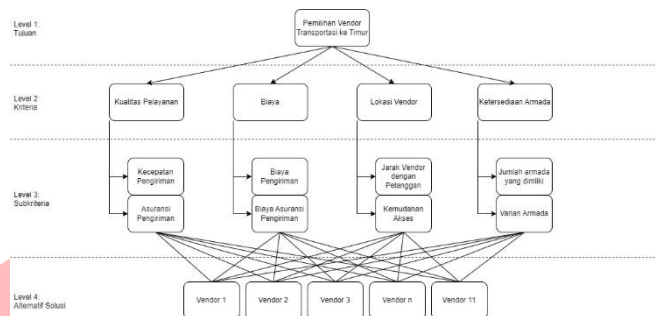 Level 1:
Tujuan
Pemilihan Vendor
Transportasi ke Timur
Level 2:
Kriteria
Kualitas Pelayanan
Biaya
Lokasi Vendor
Ketersediaan Armada
Level 3:
Subkriteria
Kecepatan
Pengiriman
Biaya
Pengiriman
Jarak Vendor
dengan
Pelanggan
Jumlah armada
yang dimiliki
Asuransi
Pengiriman
Biaya Asuransi
Pengiriman
Kemudahan
Akses
Varian Armada
Level 4:
Alternatif Solusi
Vendor 1
Vendor 2
Vendor 3
Vendor n
Vendor 11